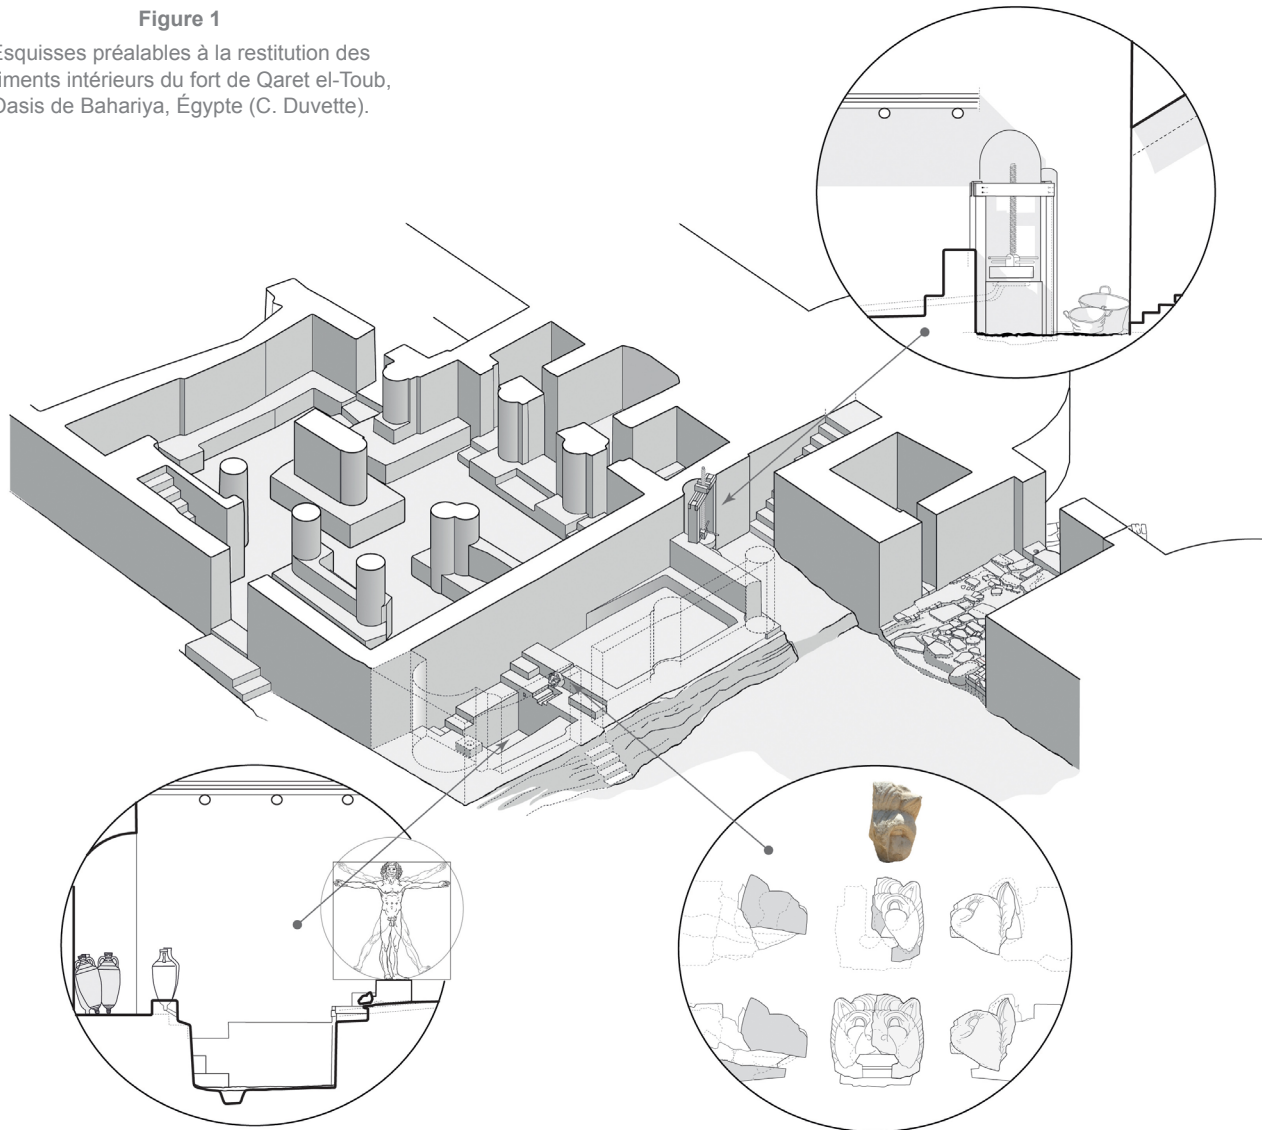 Figure 1
Esquisses préalables à la restitution des
iments intérieurs du fort de Qaret el-Toub,
Oasis de Bahariya, Égypte (C. Duvette).